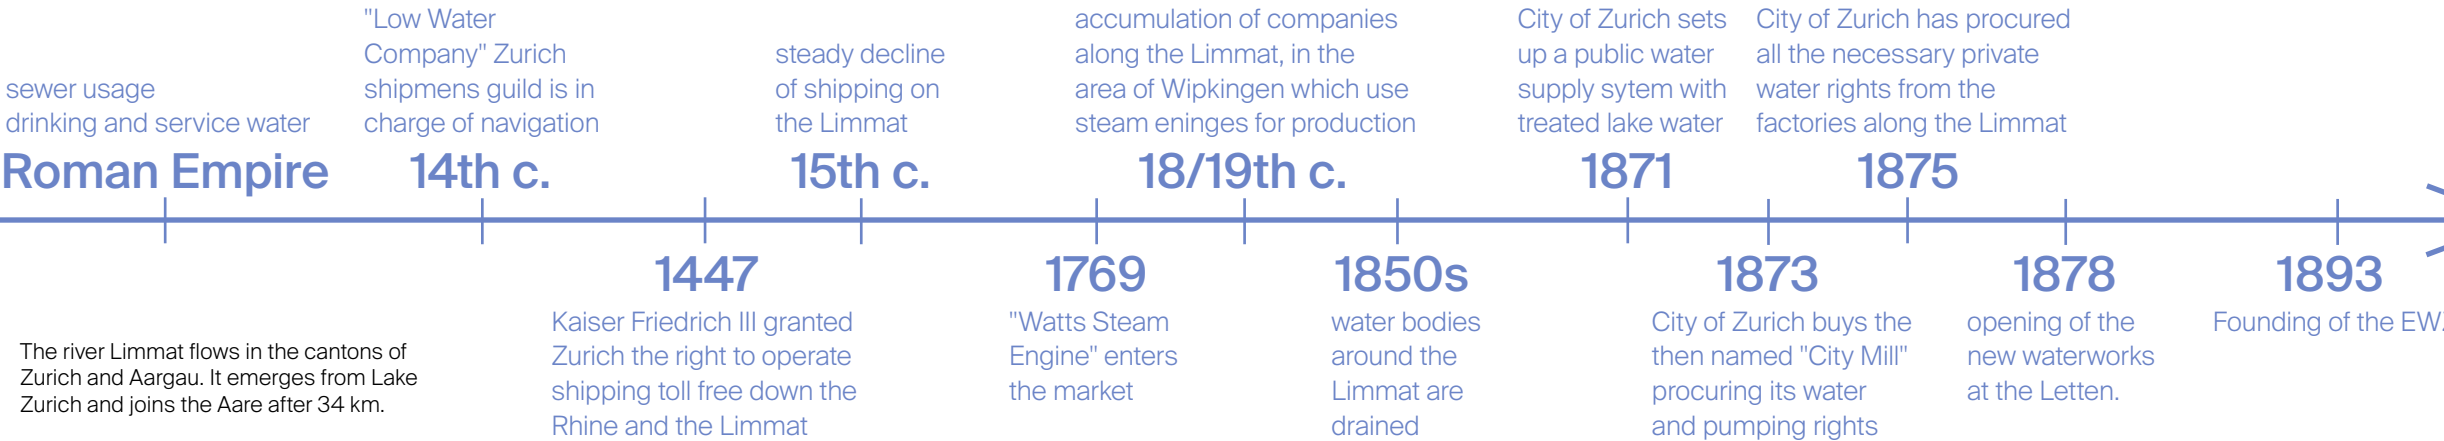 sewer usage
drinking and service water
Roman Empire
"Low Water
Company" Zurich
shipmens guild is in
charge of navigation
14th c.
1447
Kaiser Friedrich III granted
Zurich the right to operate
shipping toll free down the
Rhine and the Limmat
steady decline
of shipping on
the Limmat
15th c.
1769
"Watts Steam
Engine" enters
the market
accumulation of companies
along the Limmat, in the
area of Wipkingen which use
steam eninges for production
18/19th c.
1850s
water bodies
around the
Limmat are
drained
City of Zurich sets
up a public water
supply sytem with
treated lake water
1871
1873
City of Zurich buys the
then named "City Mill"
procuring its water
and pumping rights
City of Zurich has procured
all the necessary private
water rights from the
factories along the Limmat
1875
1878
opening of the
new waterworks
at the Letten.
1893
Founding of the
The river Limmat flows in the cantons of
Zurich and Aargau. It emerges from Lake
Zurich and joins the Aare after 34 km.